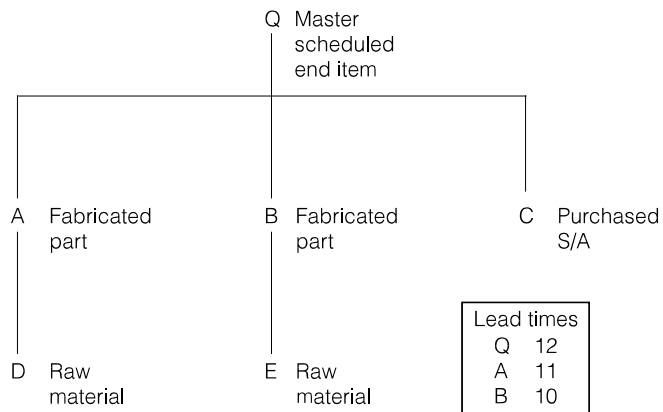 Q Master
scheduled
end item
A Fabricated
part
B Fabricated
part
C Purchased
S/A
D Raw
material
E Raw
material
Lead times
Q 12
A 11
B 10